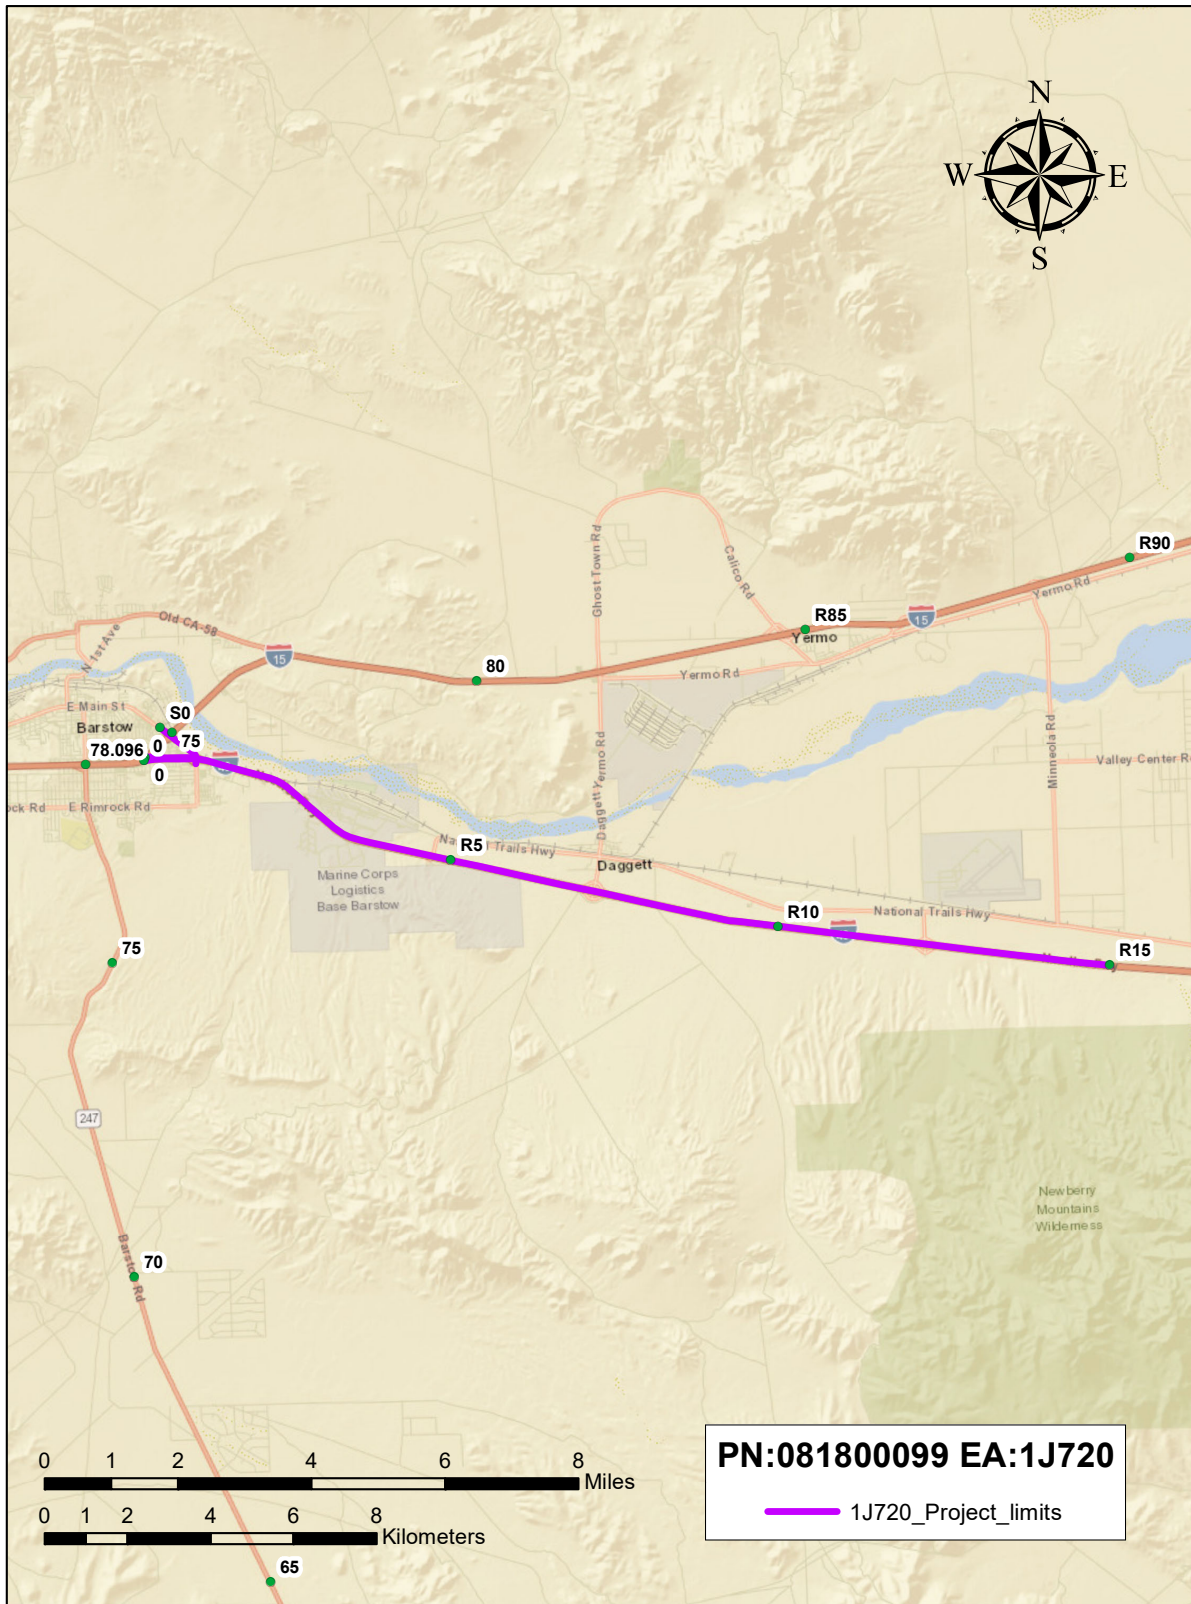 N
W E
S
R90
Ghost Town Rd
Calico Rd
Yermo Rd
R85
15
Yermo
Old CA-58
N 1st Ave
15
80
Yermo Rd
E Main St
S0
Barstow
75
0
78.096
0
Daggett Yermo Rd
Minneola Rd
Valley Center Rd
E Rimrock Rd
ock Rd
R5
National Trails Hwy
Daggett
Marine Corps
Logistics
Base Barstow
R10
National Trails Hwy
R15
75
247
Newberry
Mountains
Wilderness
70
Barstow Rd
PN:081800099 EA:1J720
1J720_Project_limits
0 1 2 4 6 8
Miles
0 1 2 4 6 8
Kilometers
65